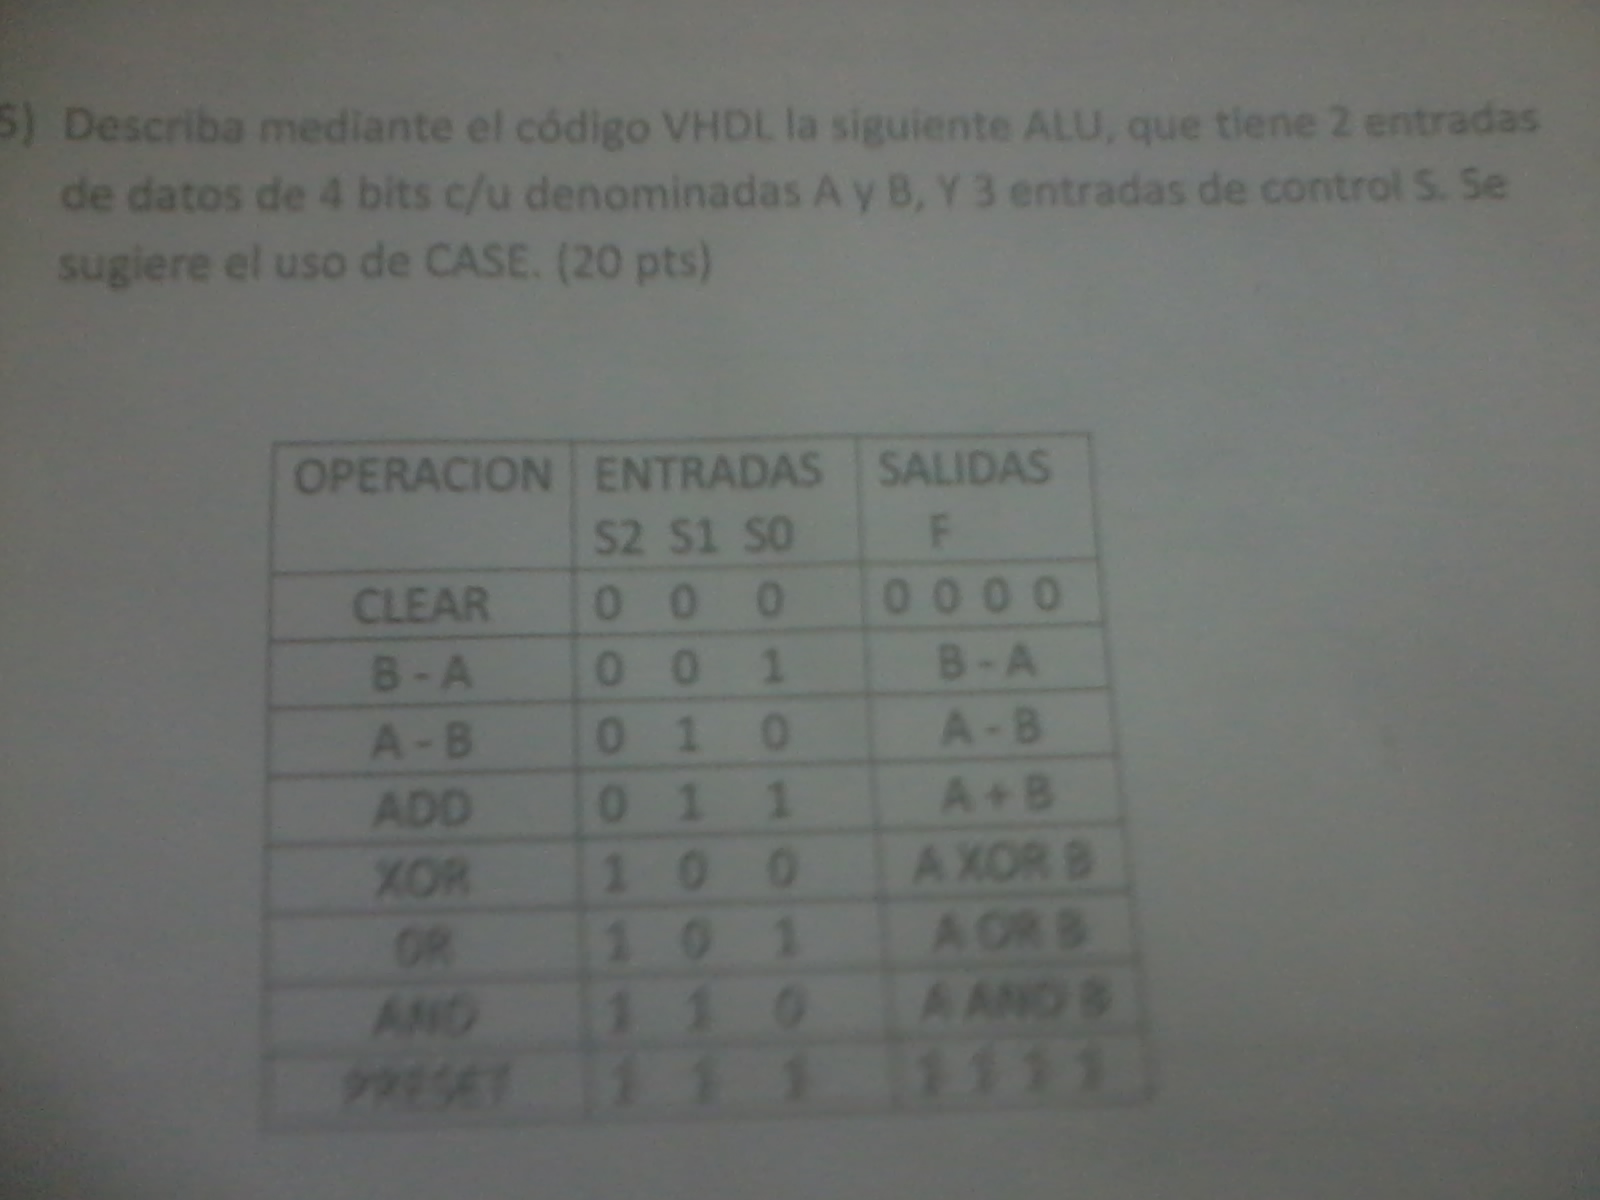 5) Describa mediante el código VHDL la siguiente ALU, que tiene 2 entradas
de datos de 4 bits c/u denominadas A y B, Y 3 entradas de control S. Se
sugiere el uso de CASE. (20 pts)
OPERACION ENTRADAS SALIDAS
S2 S1 S0 F
CLEAR 0 0 0 0 0 0 0
B - A 0 0 1 B - A
A - B 0 1 0 A - B
ADD 0 1 1 A + B
XOR 1 0 0 A XOR B
OR 1 0 1 A OR B
AND 1 1 0 A AND B
PRESET 1 1 1 1 1 1 1